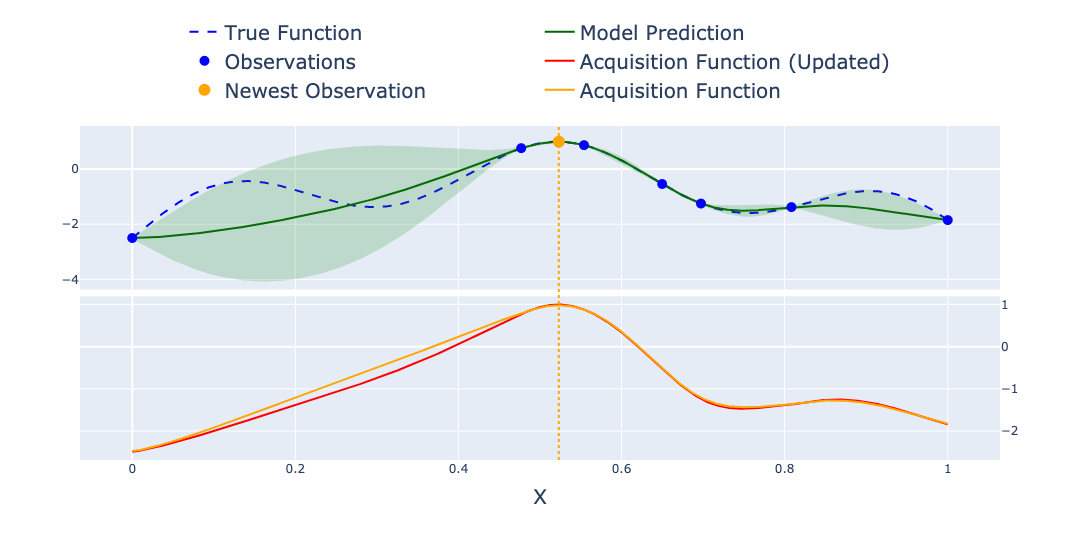 True Function
Model Prediction
Observations
Acquisition Function (Updated)
Newest Observation
Acquisition Function
0
−2
−4
1
0
−1
−2
0
0.2
0.4
0.6
0.8
1
X